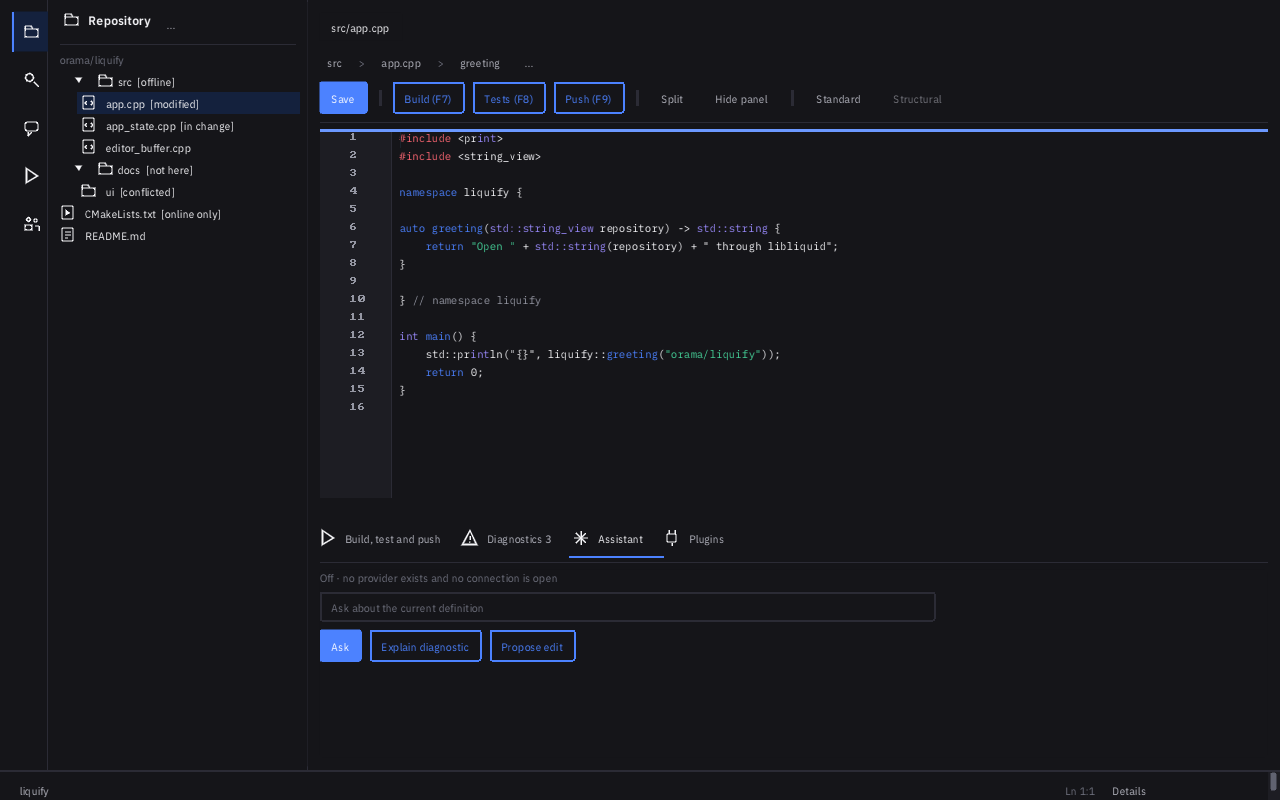 Repository ...
orama/liquify
src [offline]
app.cpp [modified]
app_state.cpp [in change]
editor_buffer.cpp
docs [not here]
ui [conflicted]
CMakeLists.txt [online only]
README.md
src/app.cpp
src > app.cpp > greeting ...
Save Build (F7) Tests (F8) Push (F9) Split Hide panel Standard Structural
1 #include <print>
2 #include <string_view>
3
4 namespace liquify {
5
6 auto greeting(std::string_view repository) -> std::string {
7     return "Open " + std::string(repository) + " through libliquid";
8 }
9
10 } // namespace liquify
11
12 int main() {
13     std::println("{}", liquify::greeting("orama/liquify"));
14     return 0;
15 }
16
Build, test and push Diagnostics 3 Assistant Plugins
Off - no provider exists and no connection is open
Ask about the current definition
Ask Explain diagnostic Propose edit
liquify Ln 1:1 Details